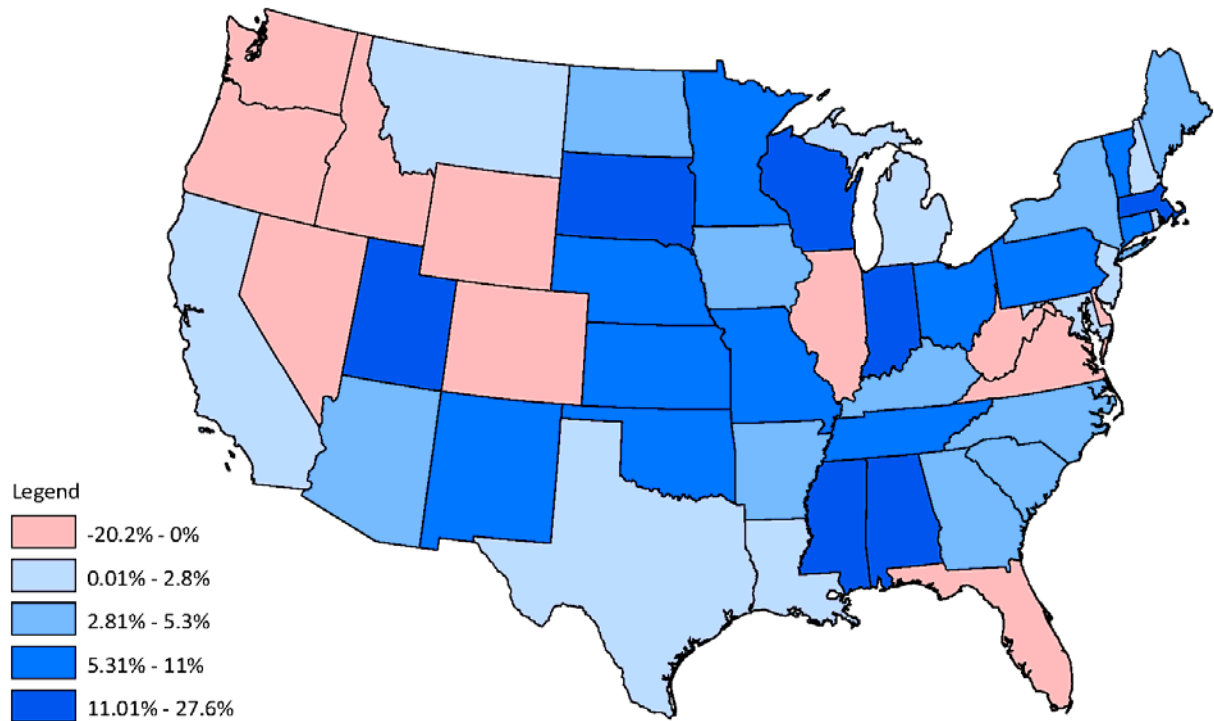 Legend
-20.2% - 0%
0.01% - 2.8%
2.81% - 5.3%
5.31% - 11%
11.01% - 27.6%